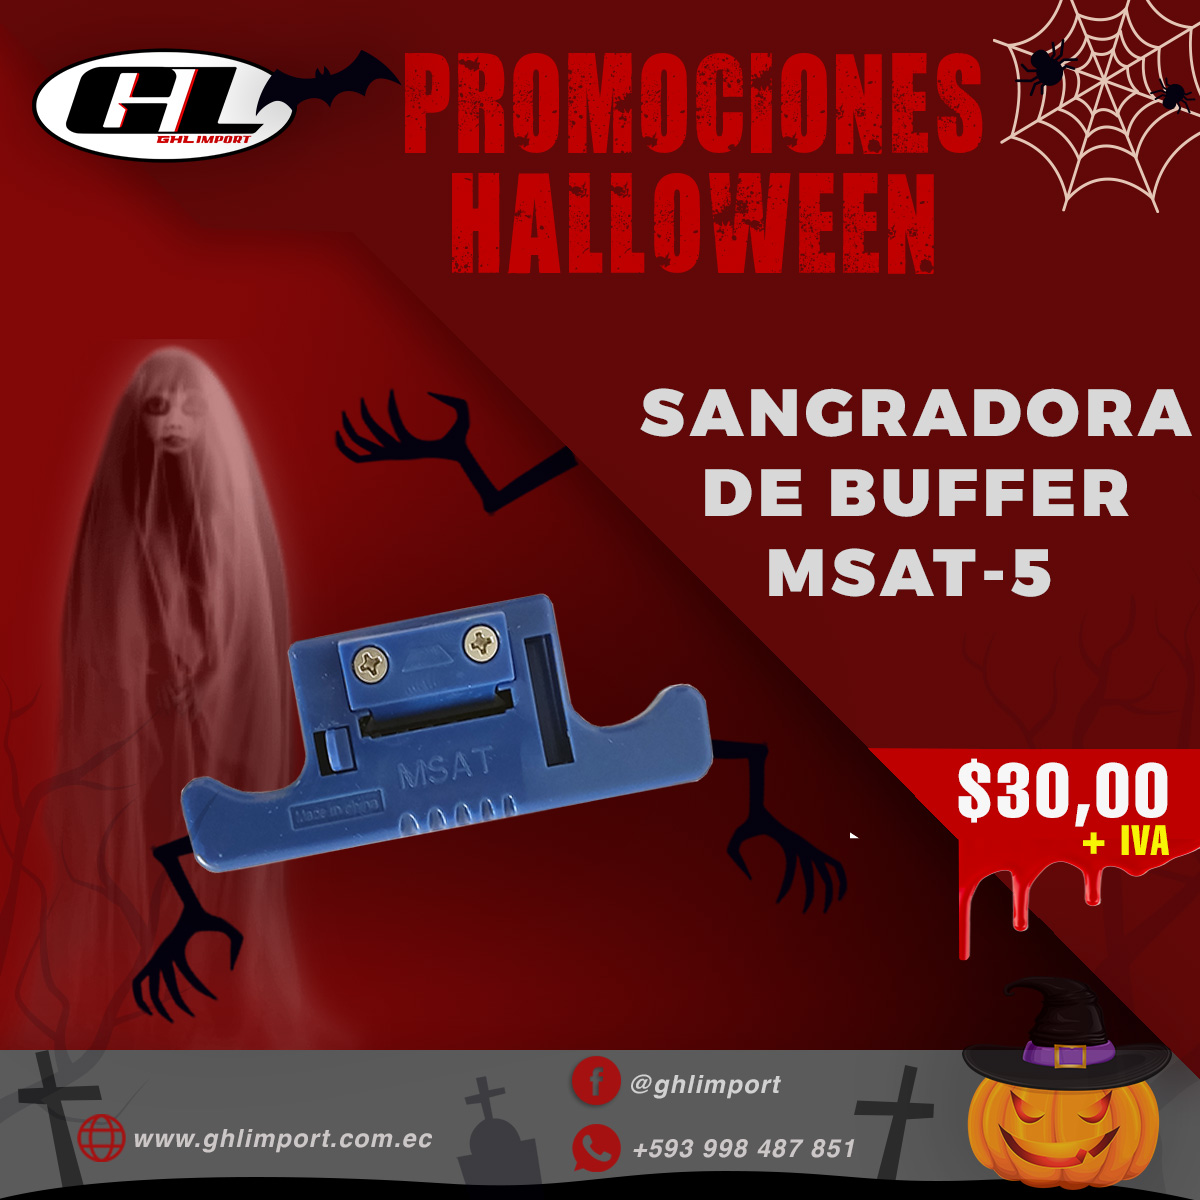 GHL
GHL IMPORT
PROMOCIONES
HALLOWEEN
SANGRADORA
DE BUFFER
MSAT-5
MSAT
Made in china
$30,00
+ IVA
@ghlimport
www.ghlimport.com.ec
+593 998 487 851